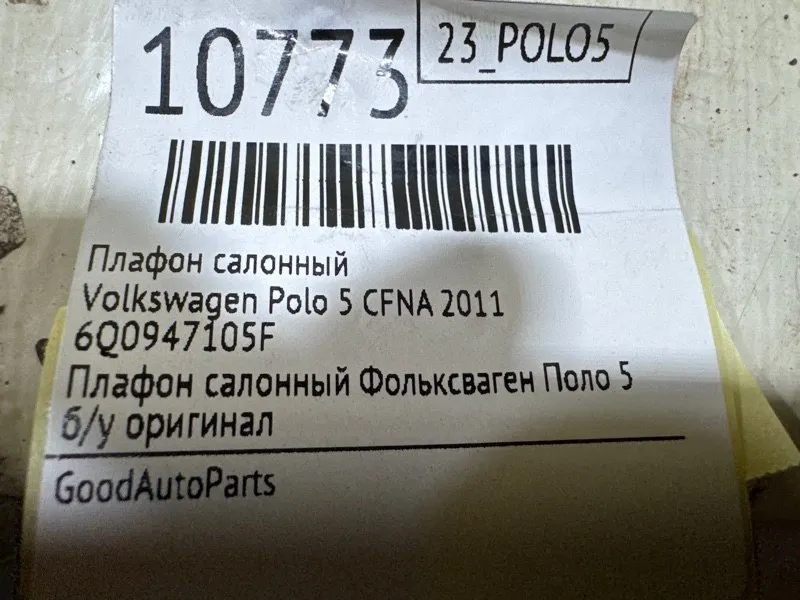 10773
23_POLO5
Плафон салонный
Volkswagen Polo 5 CFNA 2011
6Q0947105F
Плафон салонный Фольксваген Поло 5
б/у оригинал
GoodAutoParts